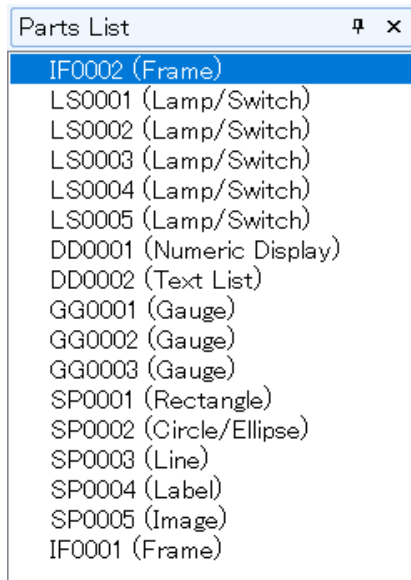 Parts List
IF0002 (Frame)
LS0001 (Lamp/Switch)
LS0002 (Lamp/Switch)
LS0003 (Lamp/Switch)
LS0004 (Lamp/Switch)
LS0005 (Lamp/Switch)
DD0001 (Numeric Display)
DD0002 (Text List)
GG0001 (Gauge)
GG0002 (Gauge)
GG0003 (Gauge)
SP0001 (Rectangle)
SP0002 (Circle/Ellipse)
SP0003 (Line)
SP0004 (Label)
SP0005 (Image)
IF0001 (Frame)